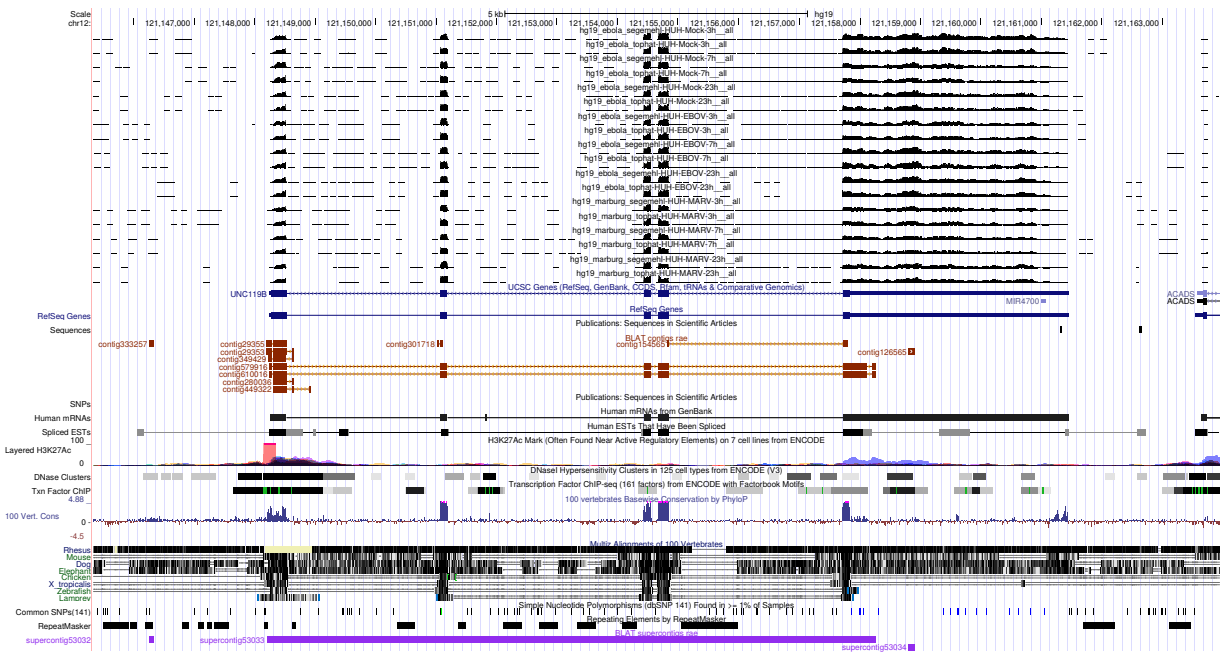 Scale 5 kb hg19
chr12: 121,147,000 121,148,000 121,149,000 121,150,000 121,151,000 121,152,000 121,153,000 121,154,000 121,155,000 121,156,000 121,157,000 121,158,000 121,159,000 121,160,000 121,161,000 121,162,000 121,163,000
hg19_ebola_segemehl-HUH-Mock-3h__all
hg19_ebola_tophat-HUH-Mock-3h__all
hg19_ebola_segemehl-HUH-Mock-7h__all
hg19_ebola_tophat-HUH-Mock-7h__all
hg19_ebola_segemehl-HUH-Mock-23h__all
hg19_ebola_tophat-HUH-Mock-23h__all
hg19_ebola_segemehl-HUH-EBOV-3h__all
hg19_ebola_tophat-HUH-EBOV-3h__all
hg19_ebola_segemehl-HUH-EBOV-7h__all
hg19_ebola_tophat-HUH-EBOV-7h__all
hg19_ebola_segemehl-HUH-EBOV-23h__all
hg19_ebola_tophat-HUH-EBOV-23h__all
hg19_marburg_segemehl-HUH-MARV-3h__all
hg19_marburg_tophat-HUH-MARV-3h__all
hg19_marburg_segemehl-HUH-MARV-7h__all
hg19_marburg_tophat-HUH-MARV-7h__all
hg19_marburg_segemehl-HUH-MARV-23h__all
hg19_marburg_tophat-HUH-MARV-23h__all
UCSC Genes (RefSeq, GenBank, CCDS, Rfam, tRNAs & Comparative Genomics)
UNC119B ACADS
MIR4700 ACADS
RefSeq Genes
RefSeq Genes
Publications: Sequences in Scientific Articles
Sequences
BLAT contigs rae
contig333257 contig29355 contig301718 contig154565
contig29353 contig126565
contig349429
contig579916
contig610016
contig280036
contig449322
Publications: Sequences in Scientific Articles
SNPs
Human mRNAs from GenBank
Human mRNAs
Human ESTs That Have Been Spliced
Spliced ESTs
H3K27Ac Mark (Often Found Near Active Regulatory Elements) on 7 cell lines from ENCODE
100
Layered H3K27Ac
0
DNaseI Hypersensitivity Clusters in 125 cell types from ENCODE (V3)
DNase Clusters
Transcription Factor ChIP-seq (161 factors) from ENCODE with Factorbook Motifs
Txn Factor ChIP
100 vertebrates Basewise Conservation by PhyloP
4.88
100 Vert. Cons
0
-4.5
Multiz Alignments of 100 Vertebrates
Rhesus
Mouse
Dog
Elephant
Chicken
X_tropicalis
Zebrafish
Lamprey
Simple Nucleotide Polymorphisms (dbSNP 141) Found in >= 1% of Samples
Common SNPs(141)
Repeating Elements by RepeatMasker
RepeatMasker
BLAT supercontigs rae
supercontig53032 supercontig53033
supercontig53034